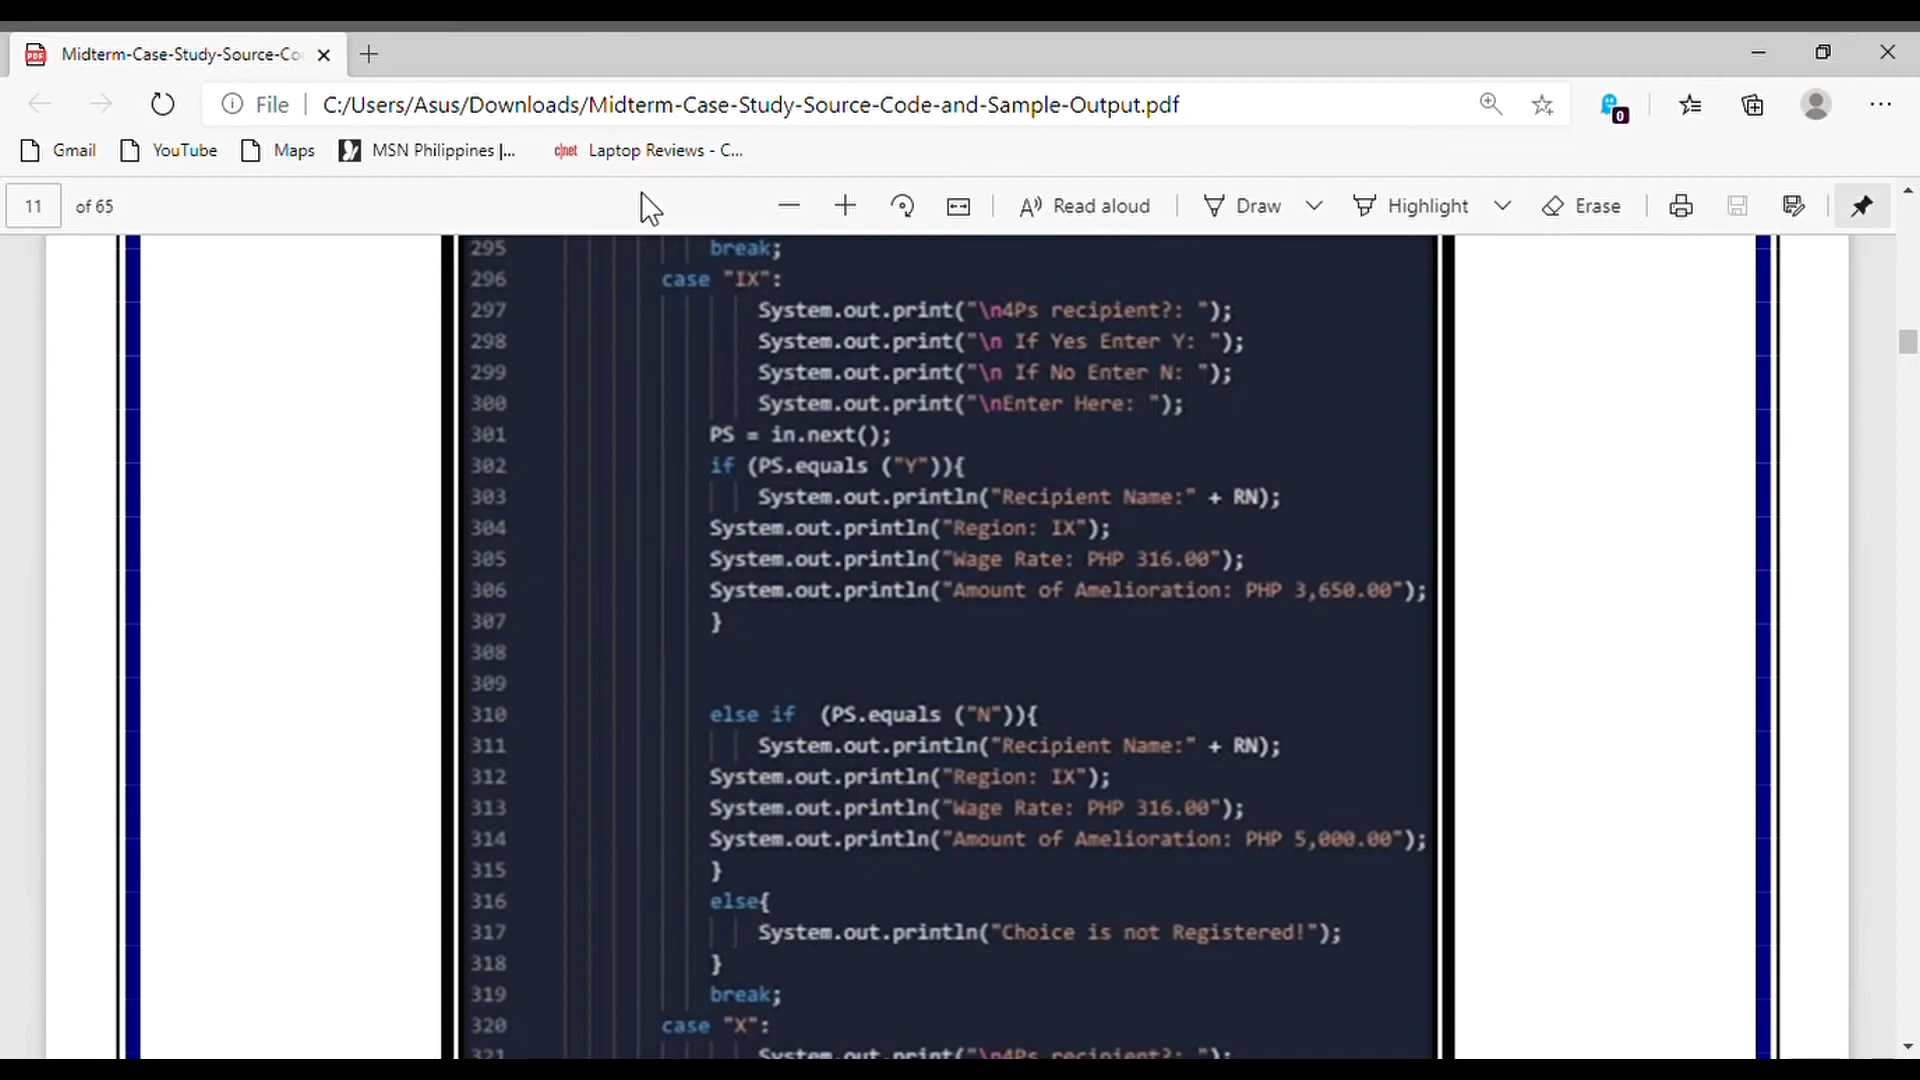 Midterm-Case-Study-Source-Co
File C:/Users/Asus/Downloads/Midterm-Case-Study-Source-Code-and-Sample-Output.pdf 0
Gmail YouTube Maps MSN Philippines |... c|net Laptop Reviews - C...
11 of 65 Read aloud Draw Highlight Erase
295 break;
296 case "IX":
297 System.out.print("\n4Ps recipient?: ");
298 System.out.print("\n If Yes Enter Y: ");
299 System.out.print("\n If No Enter N: ");
300 System.out.print("\nEnter Here: ");
301 PS = in.next();
302 if (PS.equals ("Y")){
303 System.out.println("Recipient Name:" + RN);
304 System.out.println("Region: IX");
305 System.out.println("Wage Rate: PHP 316.00");
306 System.out.println("Amount of Amelioration: PHP 3,650.00");
307 }
308
309
310 else if (PS.equals ("N")){
311 System.out.println("Recipient Name:" + RN);
312 System.out.println("Region: IX");
313 System.out.println("Wage Rate: PHP 316.00");
314 System.out.println("Amount of Amelioration: PHP 5,000.00");
315 }
316 else{
317 System.out.println("Choice is not Registered!");
318 }
319 break;
320 case "X":
321 System.out.print("\n4Ps recipient?: ");